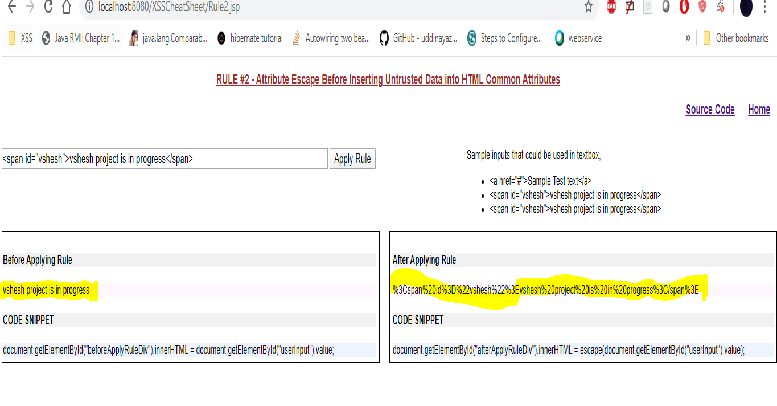 localhost:8080/XSSCheatSheet/Rule2.jsp
XSS Java RMI: Chapter 1... java.lang.Comparab... hibernate tutorial Autowiring two bea... GitHub - uddinayaz... Steps to Configure... webservice » Other bookmarks
RULE #2 - Attribute Escape Before Inserting Untrusted Data into HTML Common Attributes
Source Code Home
<span id="vshesh">vshesh project is in progress</span> Apply Rule
Sample inputs that could be used in textbox,
<a href="#">Sample Test text</a>
<span id="vshesh">vshesh project is in progress</span>
<span id="vshesh">vshesh project is in progress</span>
Before Applying Rule
vshesh project is in progress
CODE SNIPPET
document.getElementById("beforeApplyRuleDiv").innerHTML = document.getElementById("userInput").value;
After Applying Rule
%3Cspan%20id%3D%22vshesh%22%3Evshesh%20project%20is%20in%20progress%3C/span%3E
CODE SNIPPET
document.getElementById("afterApplyRuleDiv").innerHTML = escape(document.getElementById("userInput").value);